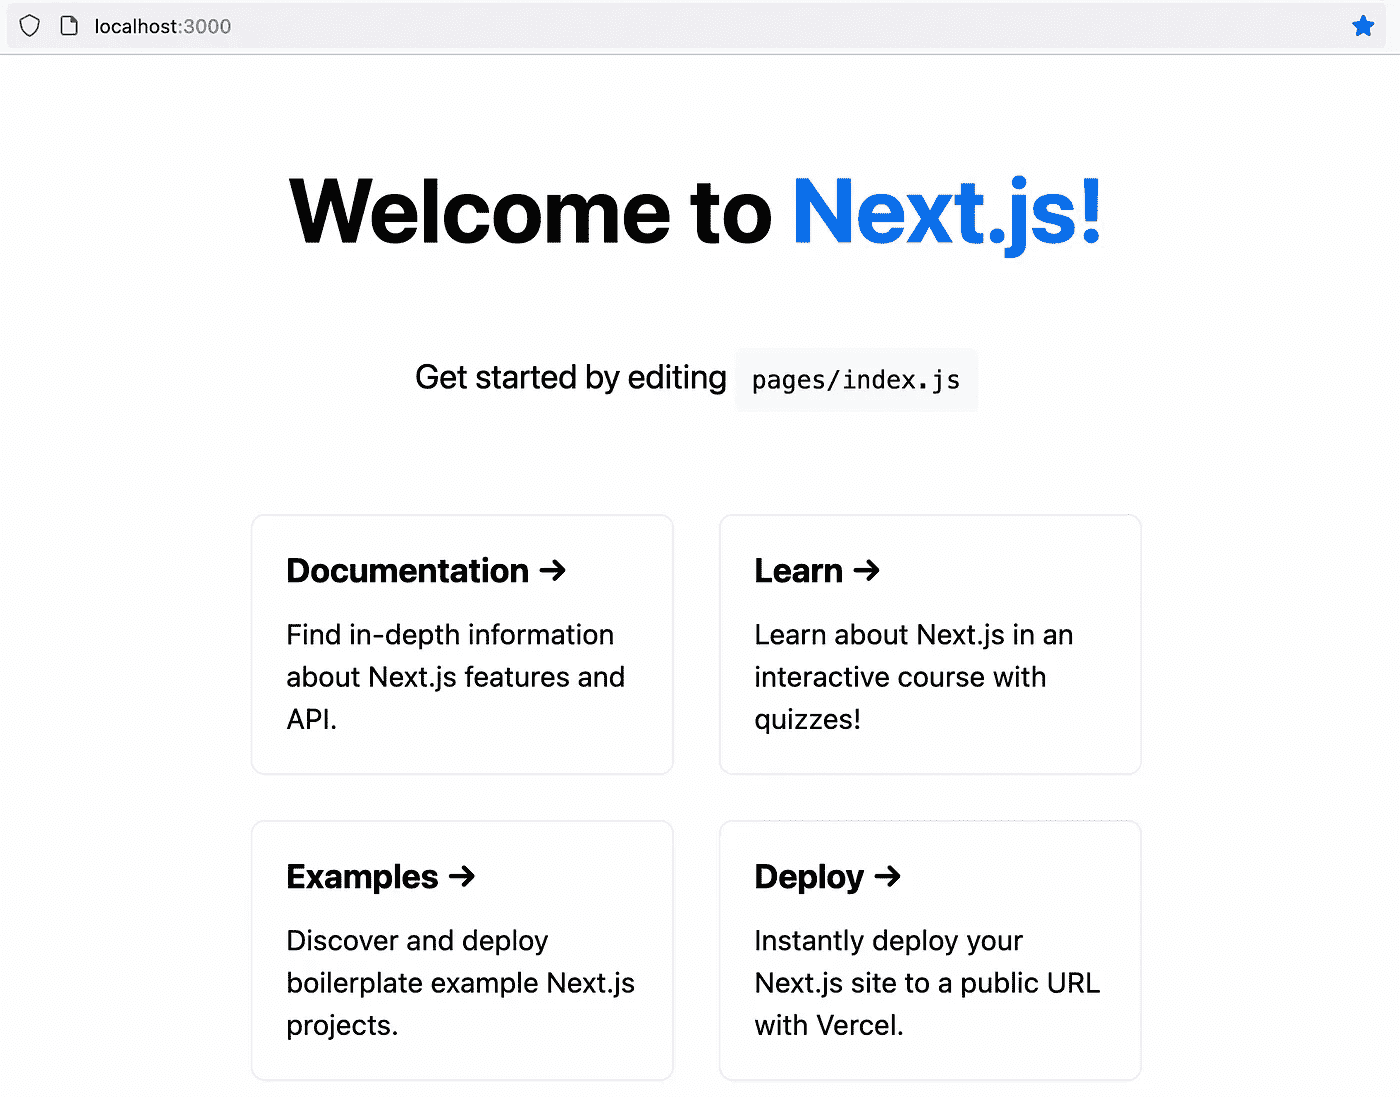 localhost:3000
Welcome to Next.js!
Get started by editing pages/index.js
Documentation →
Find in-depth information
about Next.js features and
API.
Learn →
Learn about Next.js in an
interactive course with
quizzes!
Examples →
Discover and deploy
boilerplate example Next.js
projects.
Deploy →
Instantly deploy your
Next.js site to a public URL
with Vercel.